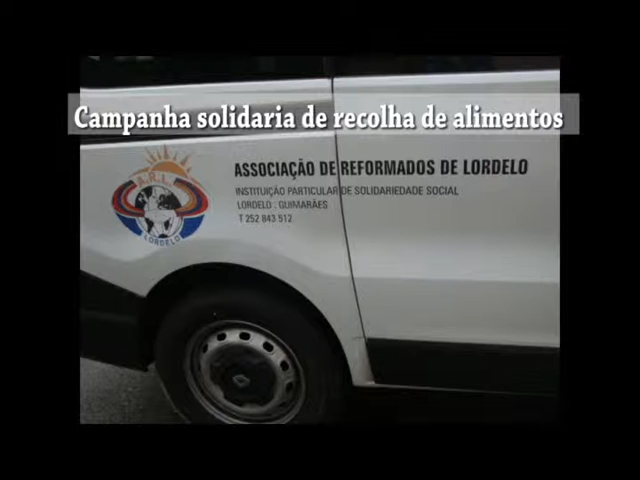 Campanha solidaria de recolha de alimentos
ASSOCIAÇÃO DE REFORMADOS DE LORDELO
INSTITUIÇÃO PARTICULAR DE SOLIDARIEDADE SOCIAL
LORDELO . GUIMARÃES
T 252 843 512
A.R.L.
LORDELO